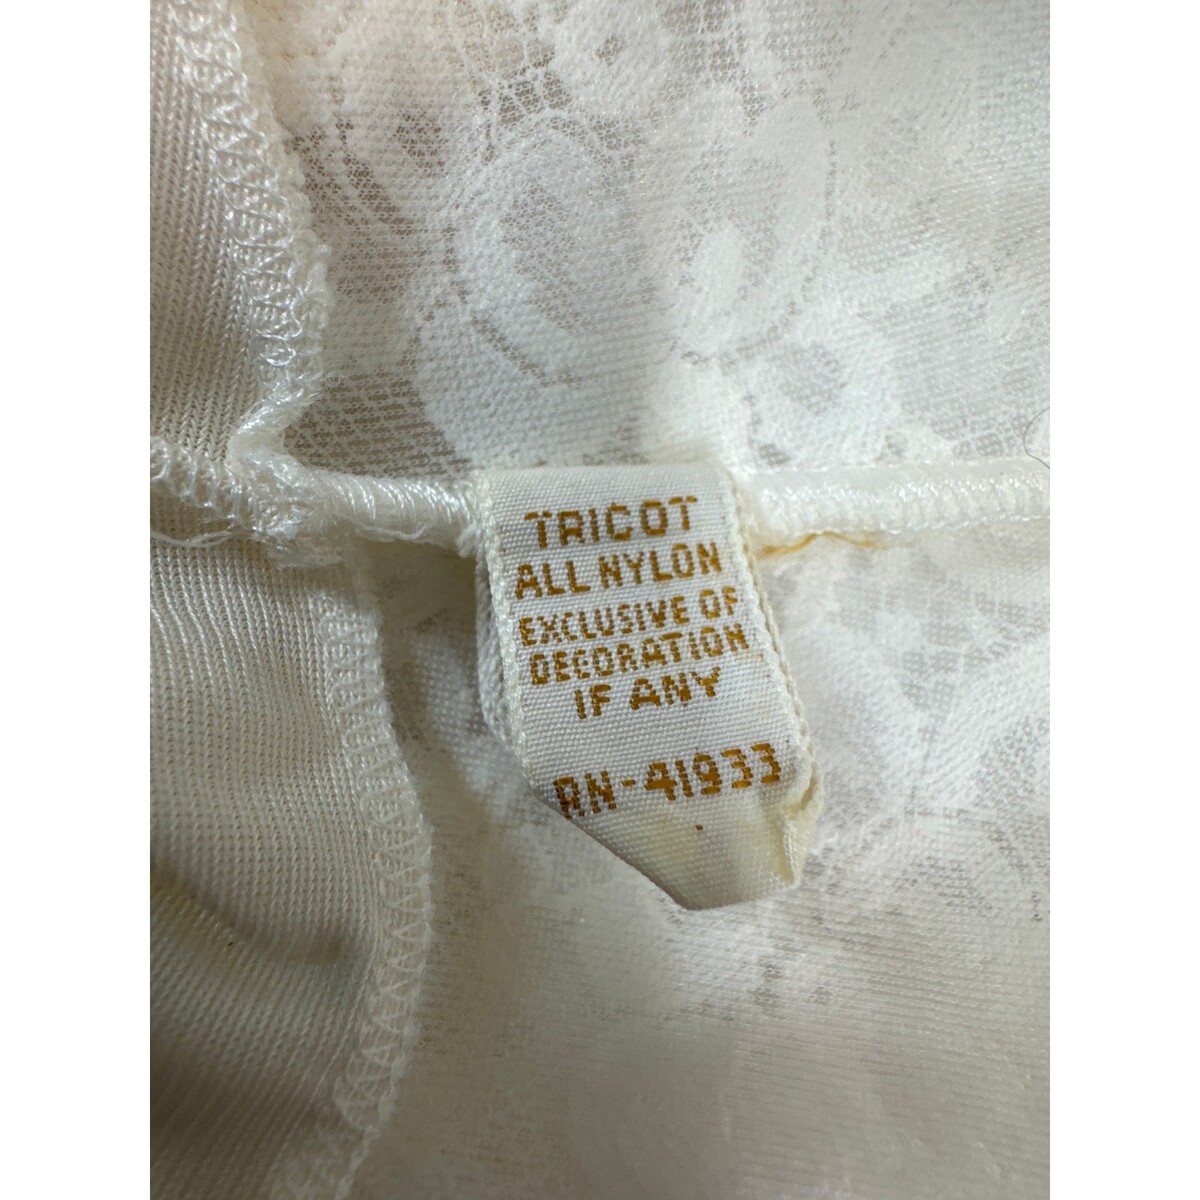 TRICOT
ALL NYLON
EXCLUSIVE OF
DECORATION
IF ANY
RN-41933